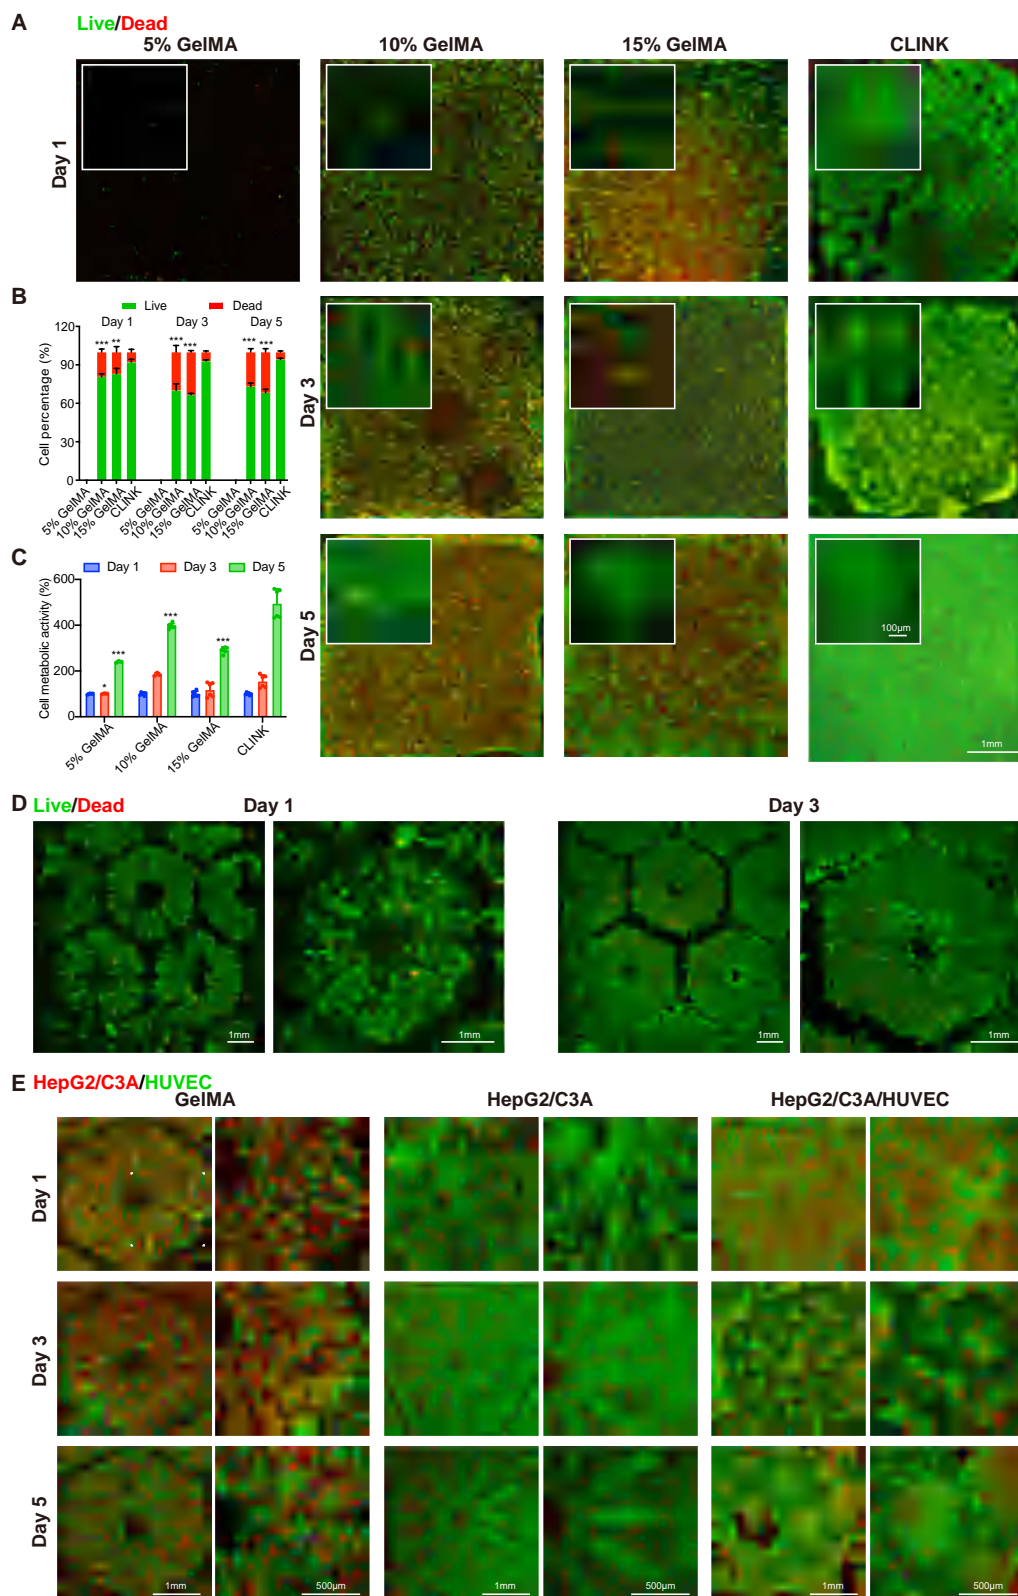 A
Live/Dead
5% GelMA
10% GelMA
15% GelMA
CLINK
Day 1
B
Live
Dead
Day 1
Day 3
Day 5
120
90
60
30
0
Cell percentage (%)
*** **
*** ***
*** ***
5% GelMA
10% GelMA
15% GelMA
CLINK
5% GelMA
10% GelMA
15% GelMA
CLINK
5% GelMA
10% GelMA
15% GelMA
CLINK
Day 3
C
Day 1
Day 3
Day 5
600
400
200
0
Cell metabolic activity (%)
*
***
***
***
5% GelMA
10% GelMA
15% GelMA
CLINK
Day 5
100µm
1mm
D
Live/Dead
Day 1
Day 3
1mm
1mm
1mm
1mm
E
HepG2/C3A/HUVEC
GelMA
HepG2/C3A
HepG2/C3A/HUVEC
Day 1
Day 3
Day 5
1mm
500µm
1mm
500µm
1mm
500µm